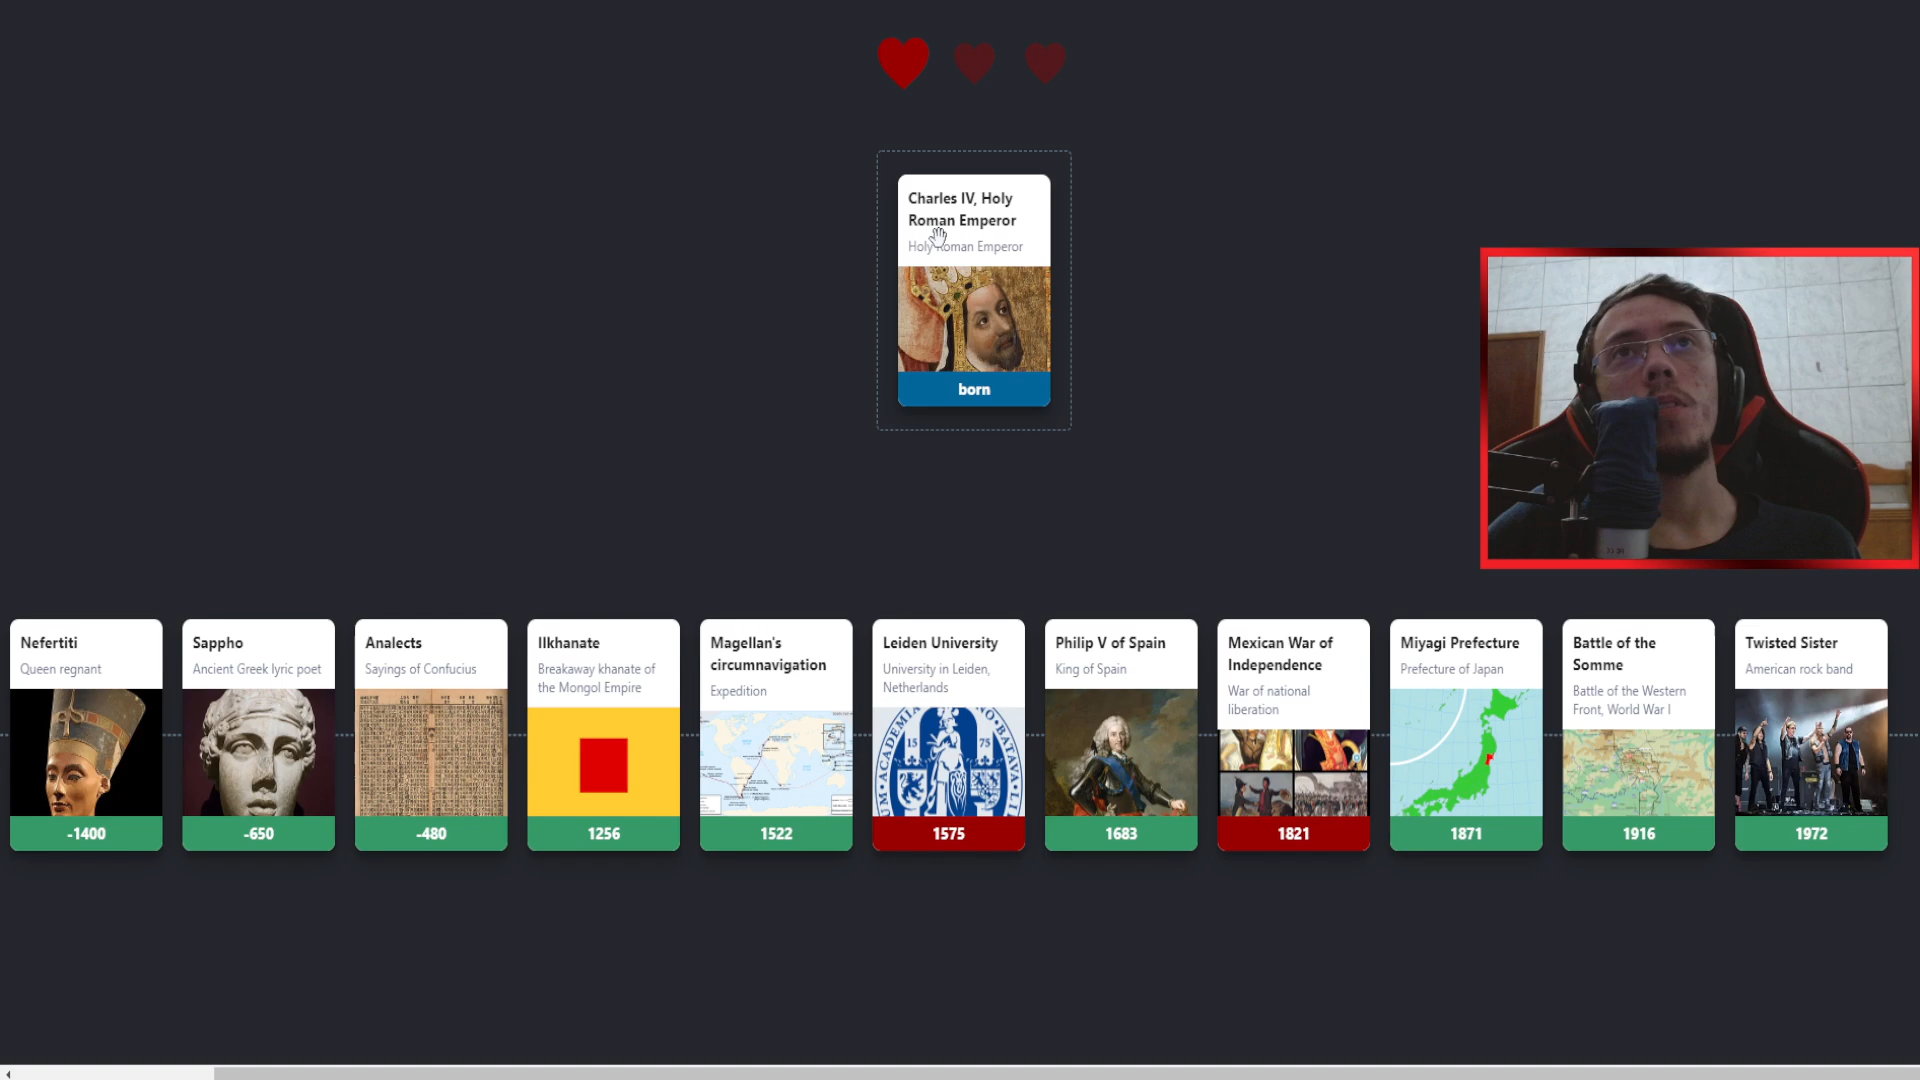 Charles IV, Holy
Roman Emperor
Holy Roman Emperor
born
Nefertiti
Queen regnant
-1400
Sappho
Ancient Greek lyric poet
-650
Analects
Sayings of Confucius
-480
Ilkhanate
Breakaway khanate of
the Mongol Empire
1256
Magellan's
circumnavigation
Expedition
1522
Leiden University
University in Leiden,
Netherlands
15 75
1575
Philip V of Spain
King of Spain
1683
Mexican War of
Independence
War of national
liberation
1821
Miyagi Prefecture
Prefecture of Japan
1871
Battle of the
Somme
Battle of the Western
Front, World War I
1916
Twisted Sister
American rock band
1972